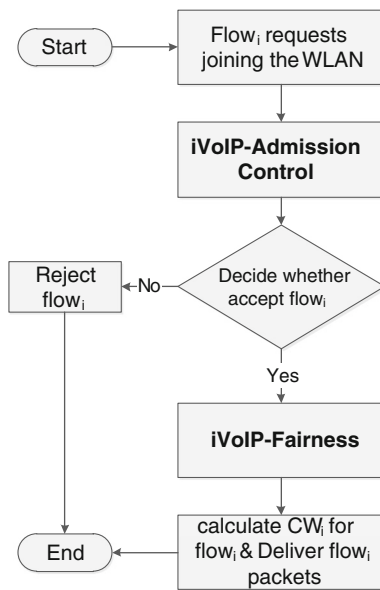 Start
Flowᵢ requests
joining the WLAN
iVoIP-Admission
Control
Decide whether
accept flowᵢ
No
Reject
flowᵢ
Yes
iVoIP-Fairness
calculate CWᵢ for
flowᵢ & Deliver flowᵢ
packets
End